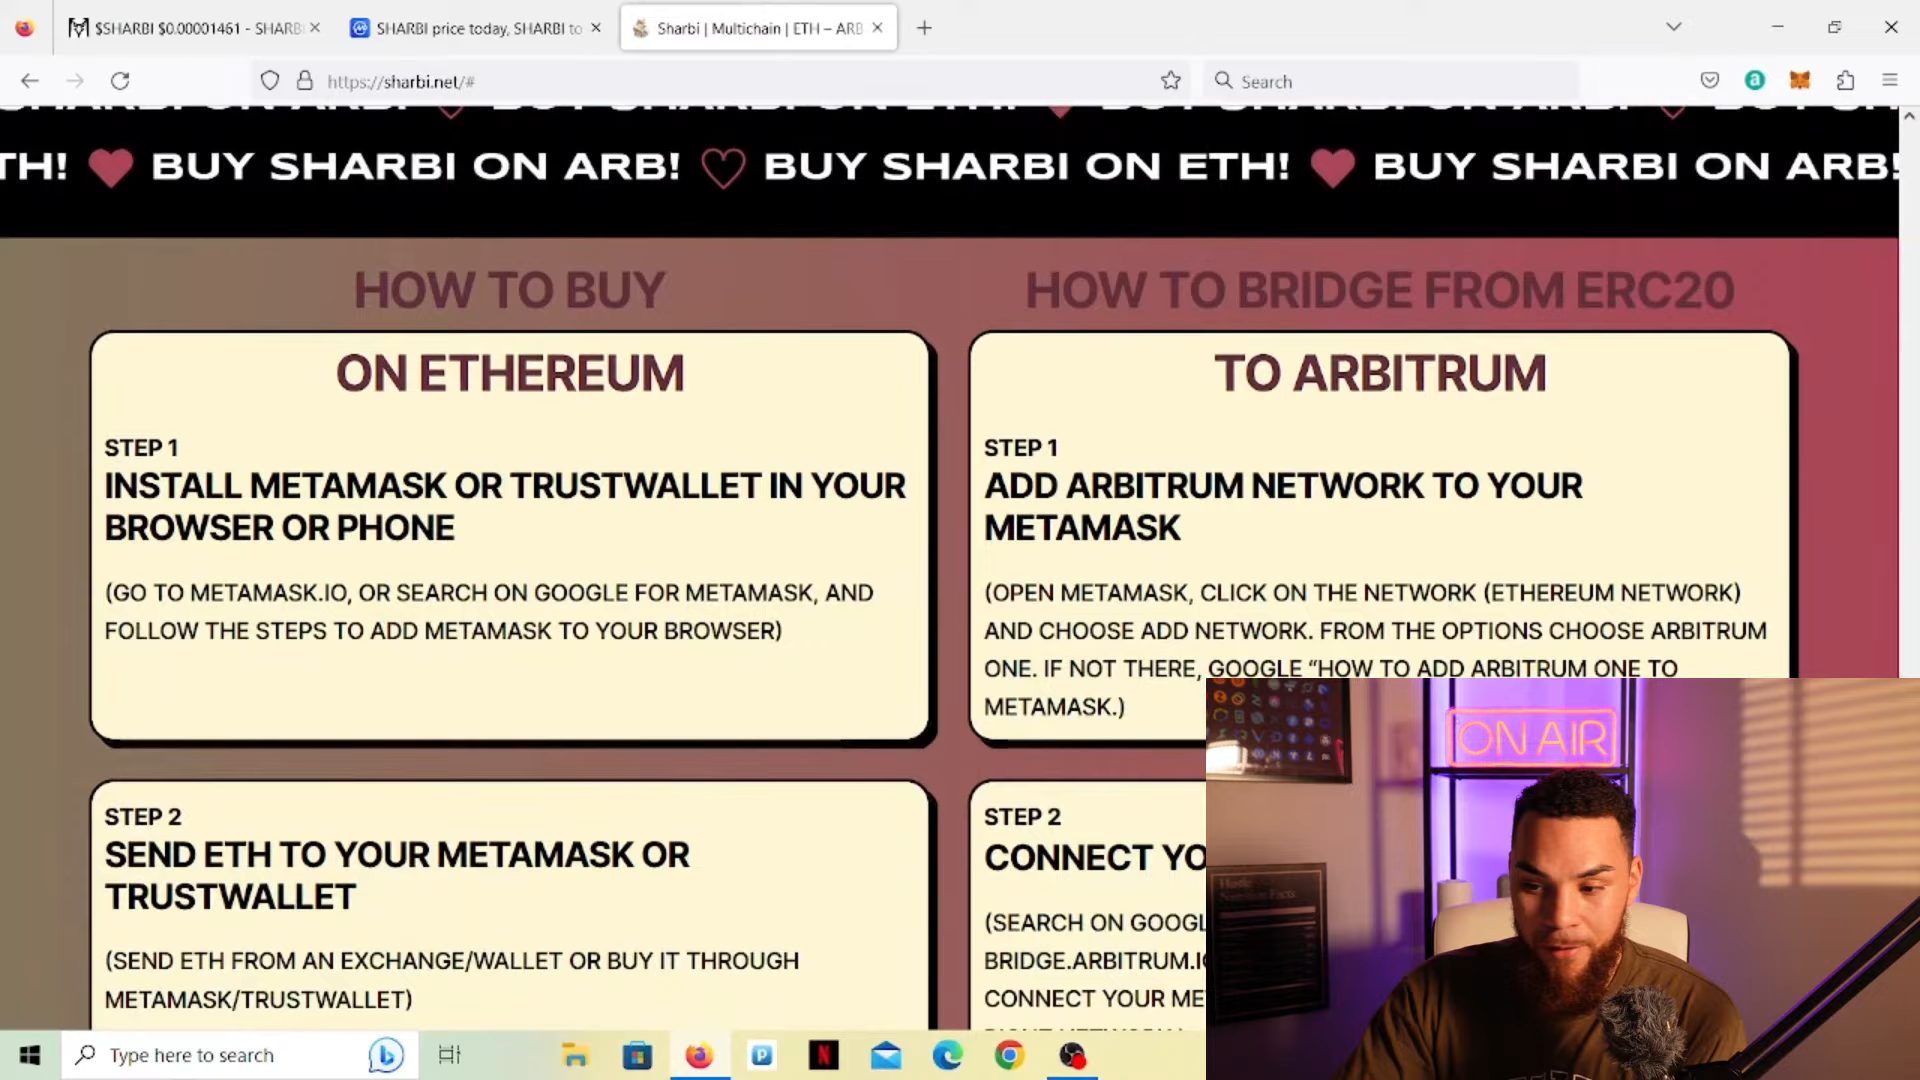 $SHARBI $0.00001461 - SHARB
SHARBI price today, SHARBI to
Sharbi | Multichain | ETH – ARB
https://sharbi.net/#
Search
TH! BUY SHARBI ON ARB! BUY SHARBI ON ETH! BUY SHARBI ON ARB!
HOW TO BUY
ON ETHEREUM
STEP 1
INSTALL METAMASK OR TRUSTWALLET IN YOUR
BROWSER OR PHONE
(GO TO METAMASK.IO, OR SEARCH ON GOOGLE FOR METAMASK, AND
FOLLOW THE STEPS TO ADD METAMASK TO YOUR BROWSER)
STEP 2
SEND ETH TO YOUR METAMASK OR
TRUSTWALLET
(SEND ETH FROM AN EXCHANGE/WALLET OR BUY IT THROUGH
METAMASK/TRUSTWALLET)
HOW TO BRIDGE FROM ERC20
TO ARBITRUM
STEP 1
ADD ARBITRUM NETWORK TO YOUR
METAMASK
(OPEN METAMASK, CLICK ON THE NETWORK (ETHEREUM NETWORK)
AND CHOOSE ADD NETWORK. FROM THE OPTIONS CHOOSE ARBITRUM
ONE. IF NOT THERE, GOOGLE “HOW TO ADD ARBITRUM ONE TO
METAMASK.)
STEP 2
CONNECT YO
(SEARCH ON GOOGL
BRIDGE.ARBITRUM.I
CONNECT YOUR ME
ON AIR
Type here to search